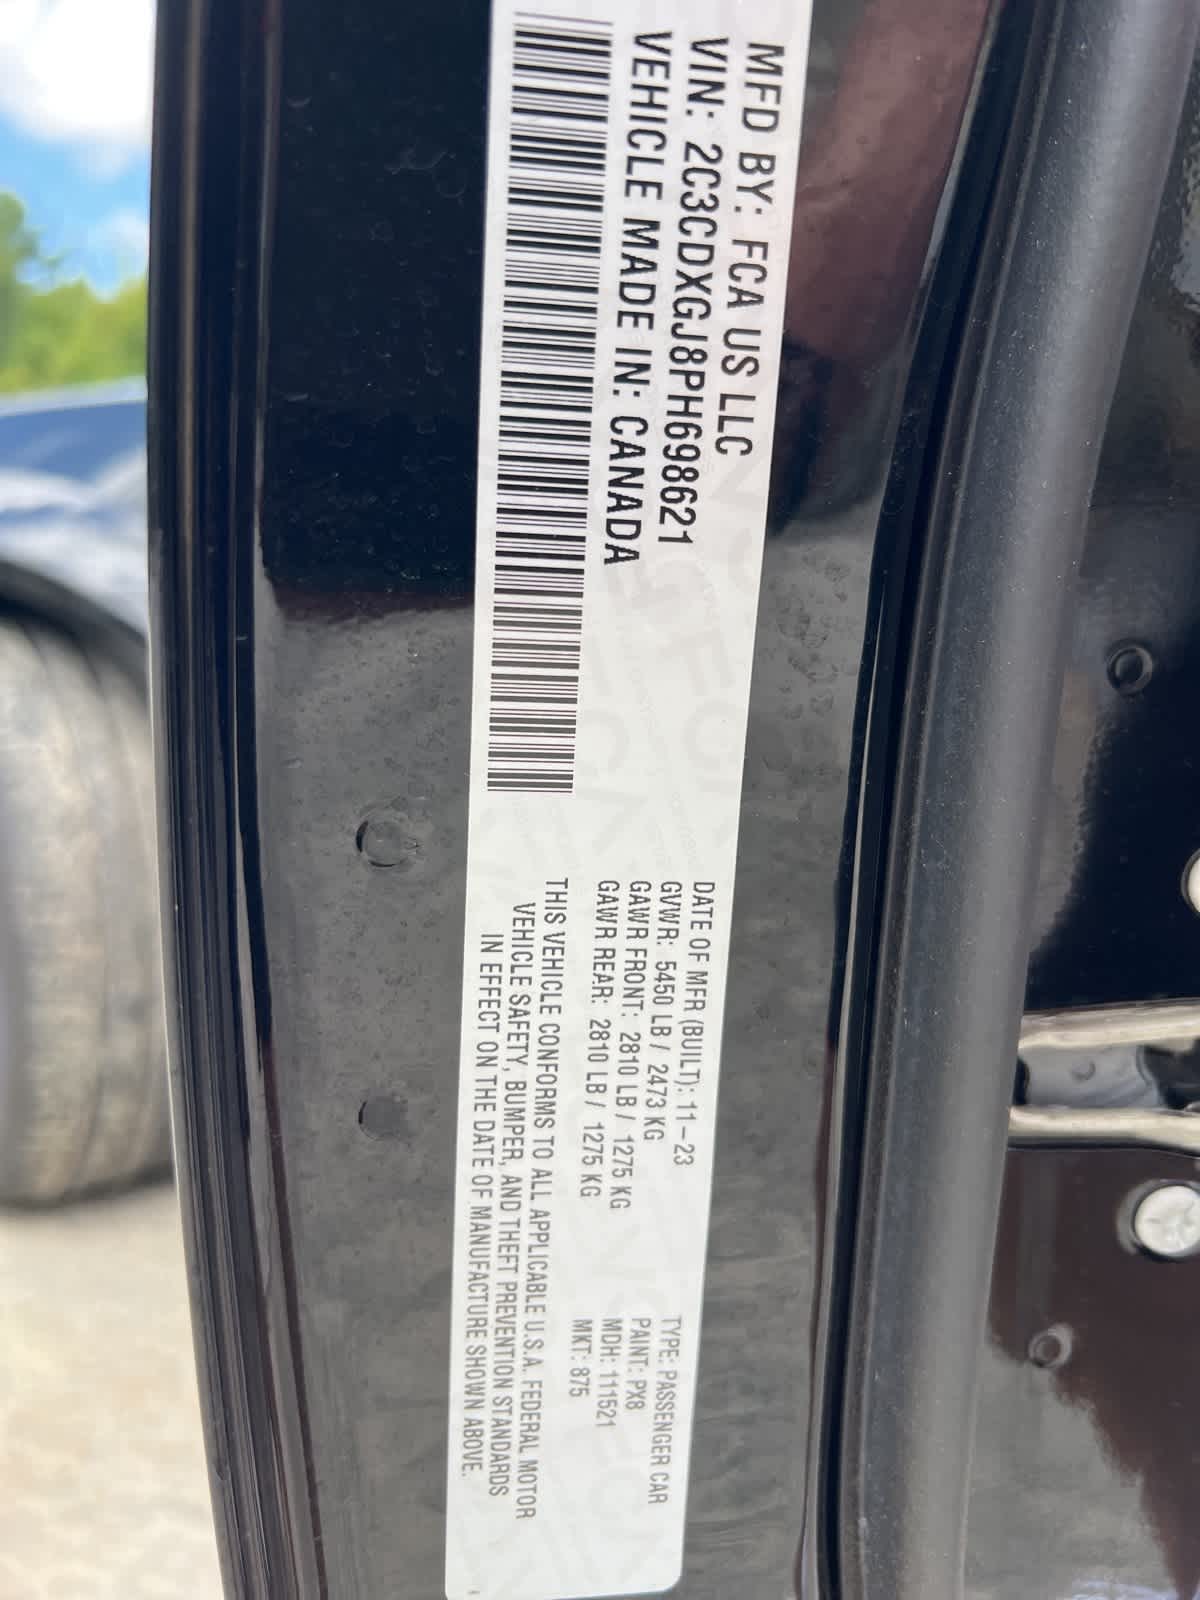 MFD BY: FCA US LLC
VIN: 2C3CDXGJ8PH698621
VEHICLE MADE IN: CANADA
DATE OF MFR (BUILT): 11-23
GVWR: 5450 LB / 2473 KG
GAWR FRONT: 2810 LB / 1275 KG
GAWR REAR: 2810 LB / 1275 KG
THIS VEHICLE CONFORMS TO ALL APPLICABLE U.S.A. FEDERAL MOTOR
VEHICLE SAFETY, BUMPER, AND THEFT PREVENTION STANDARDS
IN EFFECT ON THE DATE OF MANUFACTURE SHOWN ABOVE.
TYPE: PASSENGER CAR
PAINT: PX8
MDH: 111521
MKT: 875